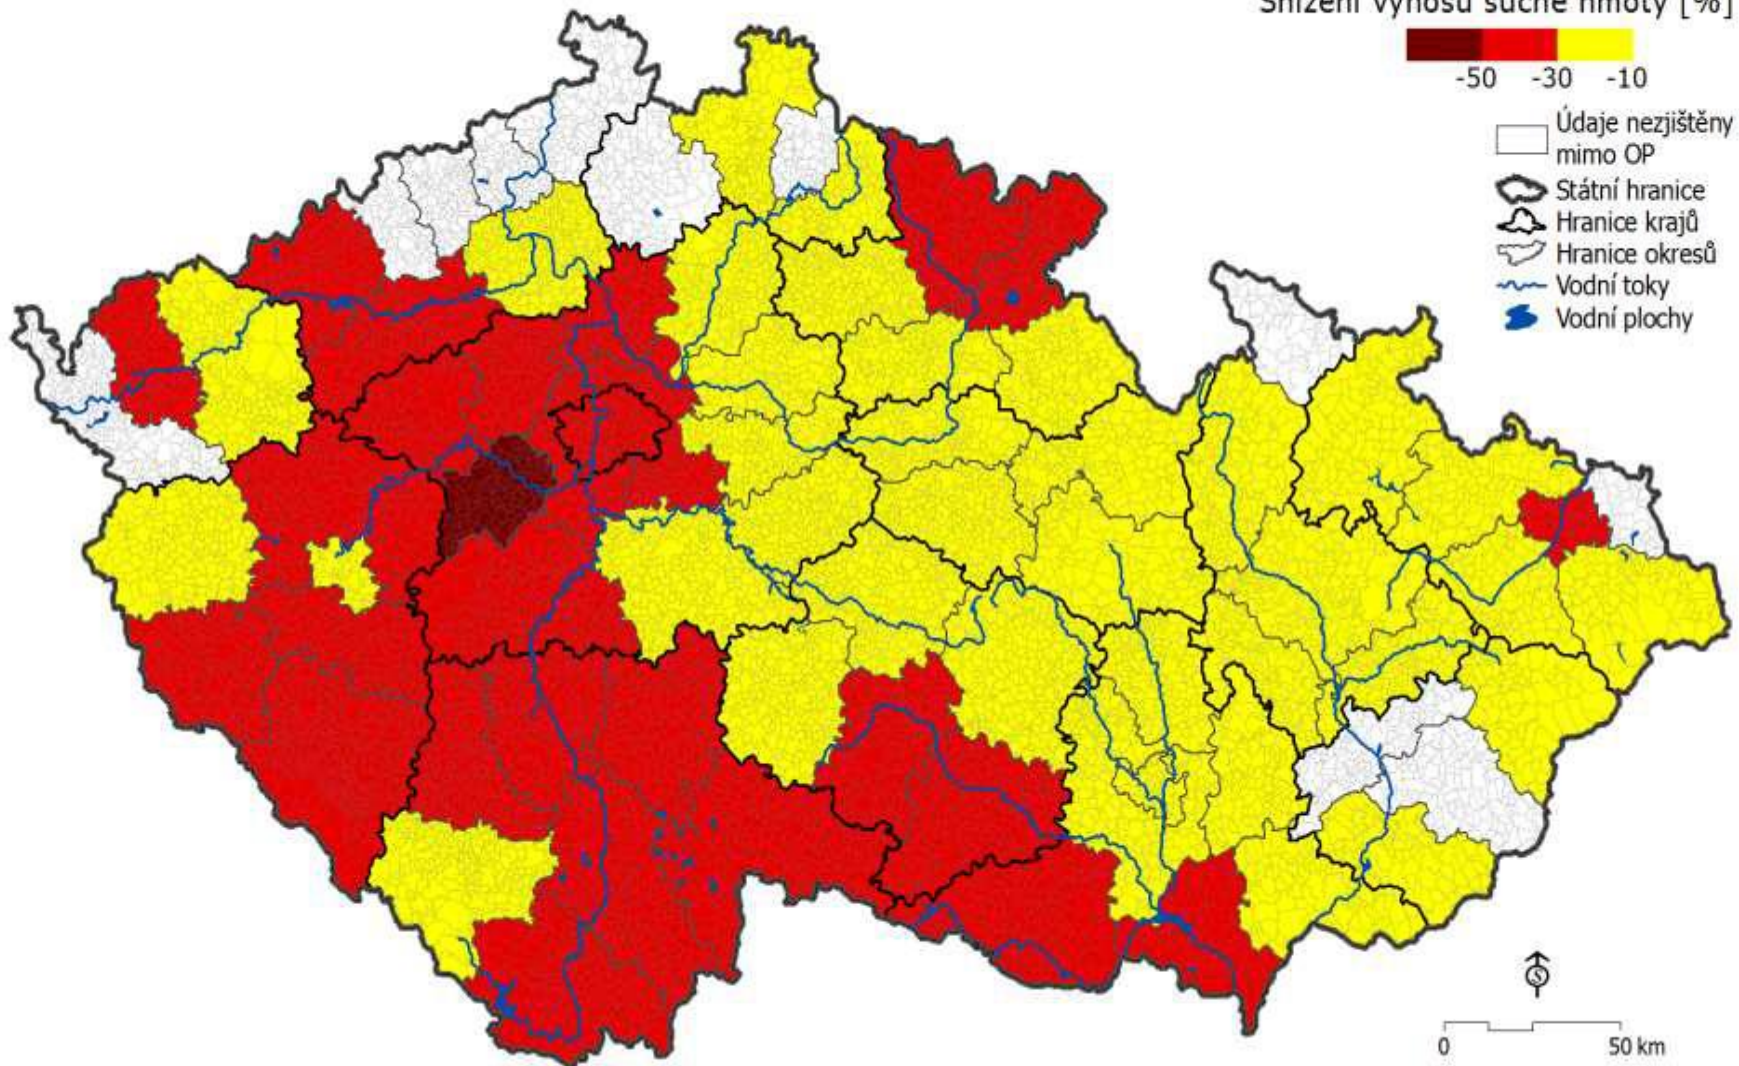 Snížení výnosu suché hmoty [%]
-50 -30 -10
Údaje nezjištěny
mimo OP
Státní hranice
Hranice krajů
Hranice okresů
Vodní toky
Vodní plochy
S
0 50 km